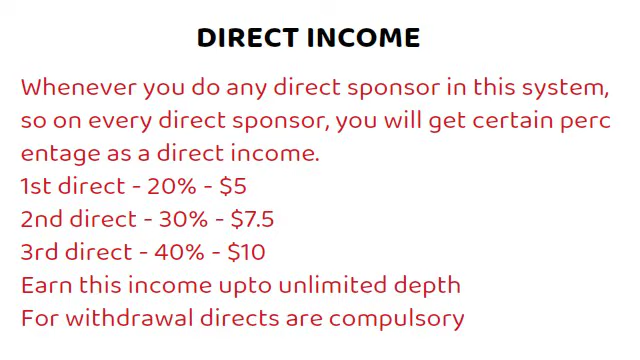 DIRECT INCOME
Whenever you do any direct sponsor in this system,
so on every direct sponsor, you will get certain perc
entage as a direct income.
1st direct - 20% - $5
2nd direct - 30% - $7.5
3rd direct - 40% - $10
Earn this income upto unlimited depth
For withdrawal directs are compulsory